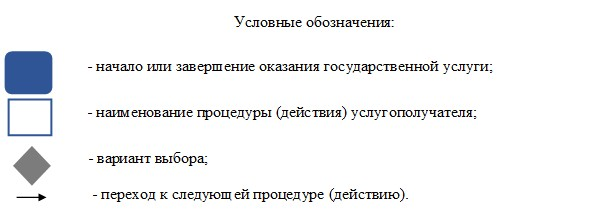 Условные обозначения:
- начало или завершение оказания государственной услуги;
- наименование процедуры (действия) услугополучателя;
- вариант выбора;
- переход к следующей процедуре (действию).